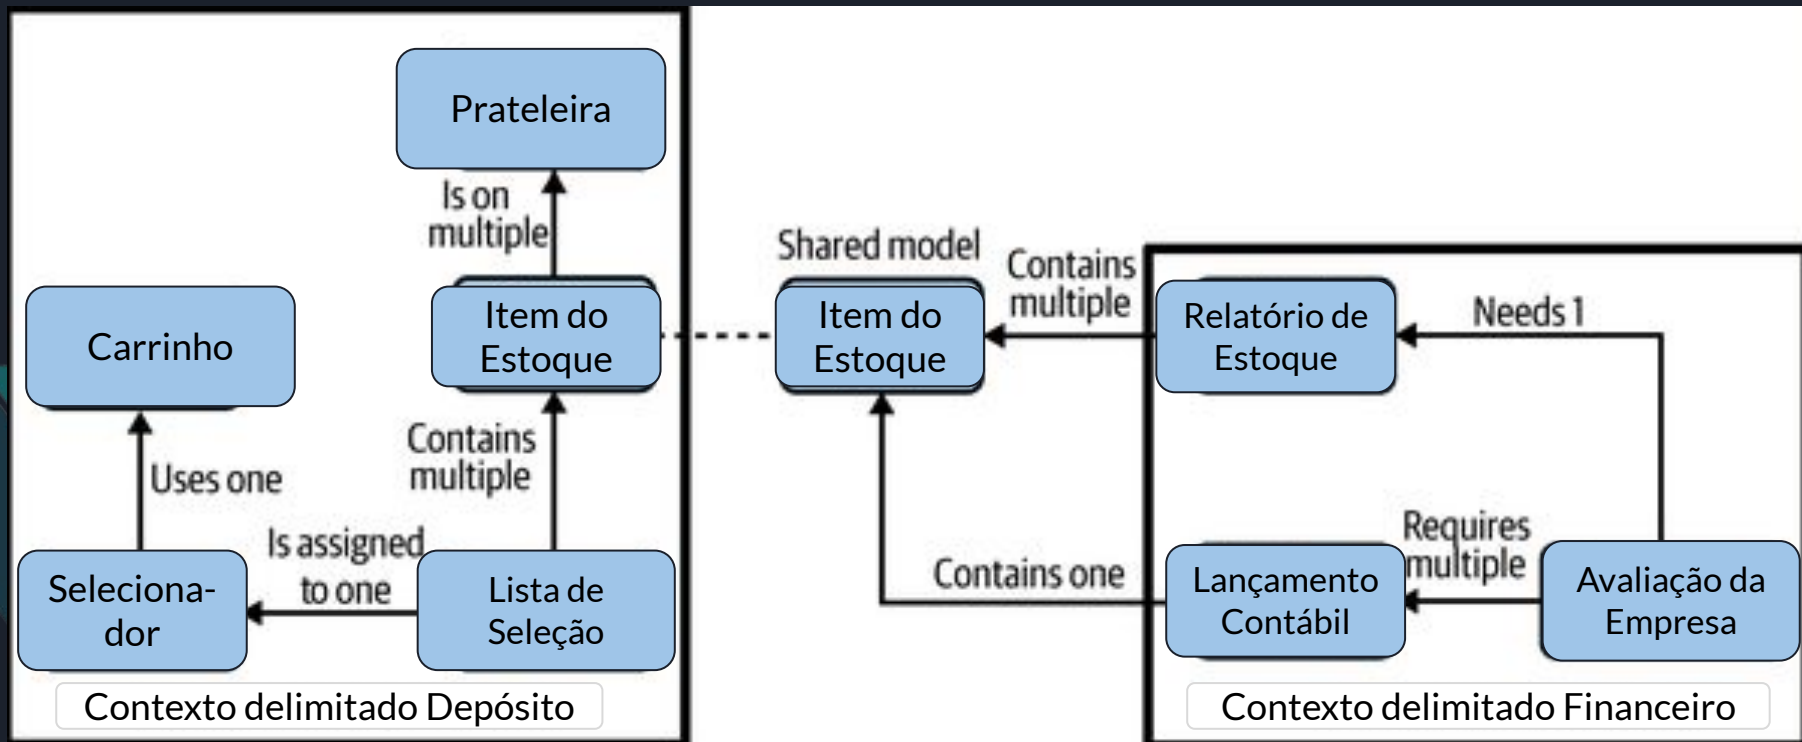 Prateleira
Is on
multiple
Shared model
Contains
multiple
Carrinho
Item do
Estoque
Item do
Estoque
Relatório de
Estoque
Needs 1
Uses one
Contains
multiple
Is assigned
to one
Contains one
Requires
multiple
Seleciona-
dor
Lista de
Seleção
Lançamento
Contábil
Avaliação da
Empresa
Contexto delimitado Depósito
Contexto delimitado Financeiro